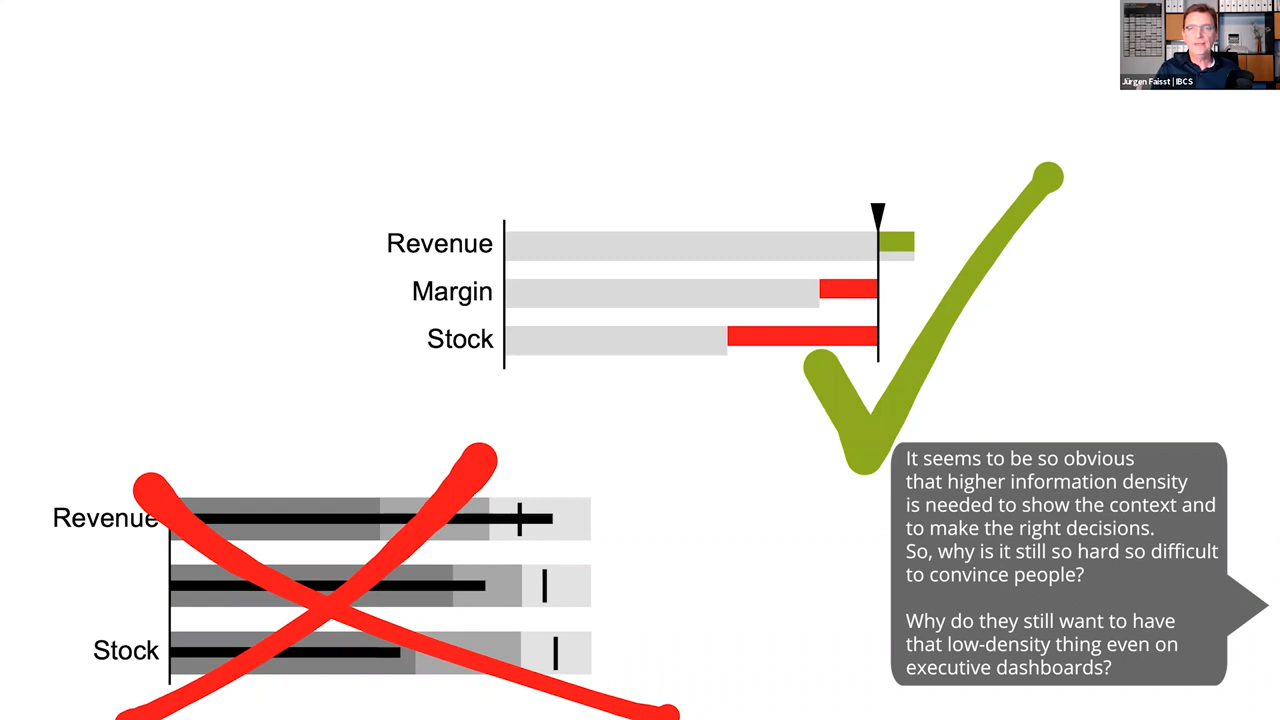 Jürgen Faisst | IBCS
Revenue
Margin
Stock
It seems to be so obvious
that higher information density
is needed to show the context and
to make the right decisions.
So, why is it still so hard so difficult
to convince people?
Why do they still want to have
that low-density thing even on
executive dashboards?
Revenue
Stock